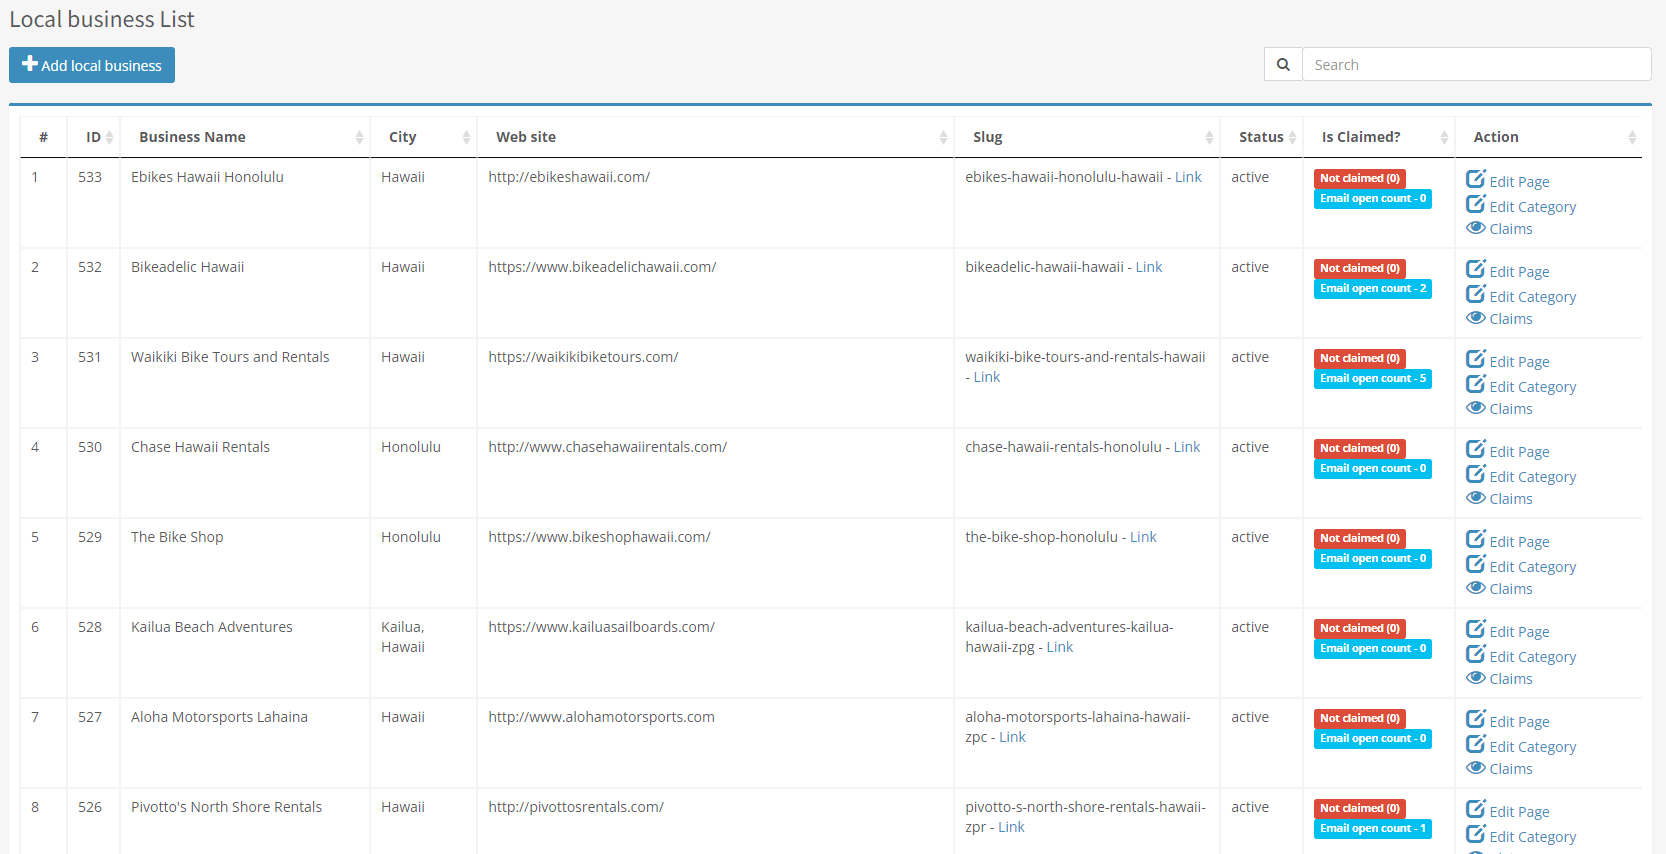 Local business List
Add local business
Search
# ID Business Name City Web site Slug Status Is Claimed? Action
1 533 Ebikes Hawaii Honolulu Hawaii http://ebikeshawaii.com/ ebikes-hawaii-honolulu-hawaii - Link active Not claimed (0) Edit Page
Email open count - 0 Edit Category
Claims
2 532 Bikeadelic Hawaii Hawaii https://www.bikeadelichawaii.com/ bikeadelic-hawaii-hawaii - Link active Not claimed (0) Edit Page
Email open count - 2 Edit Category
Claims
3 531 Waikiki Bike Tours and Rentals Hawaii https://waikikibiketours.com/ waikiki-bike-tours-and-rentals-hawaii active Not claimed (0) Edit Page
- Link Email open count - 5 Edit Category
Claims
4 530 Chase Hawaii Rentals Honolulu http://www.chasehawaiirentals.com/ chase-hawaii-rentals-honolulu - Link active Not claimed (0) Edit Page
Email open count - 0 Edit Category
Claims
5 529 The Bike Shop Honolulu https://www.bikeshophawaii.com/ the-bike-shop-honolulu - Link active Not claimed (0) Edit Page
Email open count - 0 Edit Category
Claims
6 528 Kailua Beach Adventures Kailua, https://www.kailuasailboards.com/ kailua-beach-adventures-kailua- active Not claimed (0) Edit Page
Hawaii hawaii-zpg - Link Email open count - 0 Edit Category
Claims
7 527 Aloha Motorsports Lahaina Hawaii http://www.alohamotorsports.com aloha-motorsports-lahaina-hawaii- active Not claimed (0) Edit Page
zpc - Link Email open count - 0 Edit Category
Claims
8 526 Pivotto's North Shore Rentals Hawaii http://pivottosrentals.com/ pivotto-s-north-shore-rentals-hawaii- active Not claimed (0) Edit Page
zpr - Link Email open count - 1 Edit Category